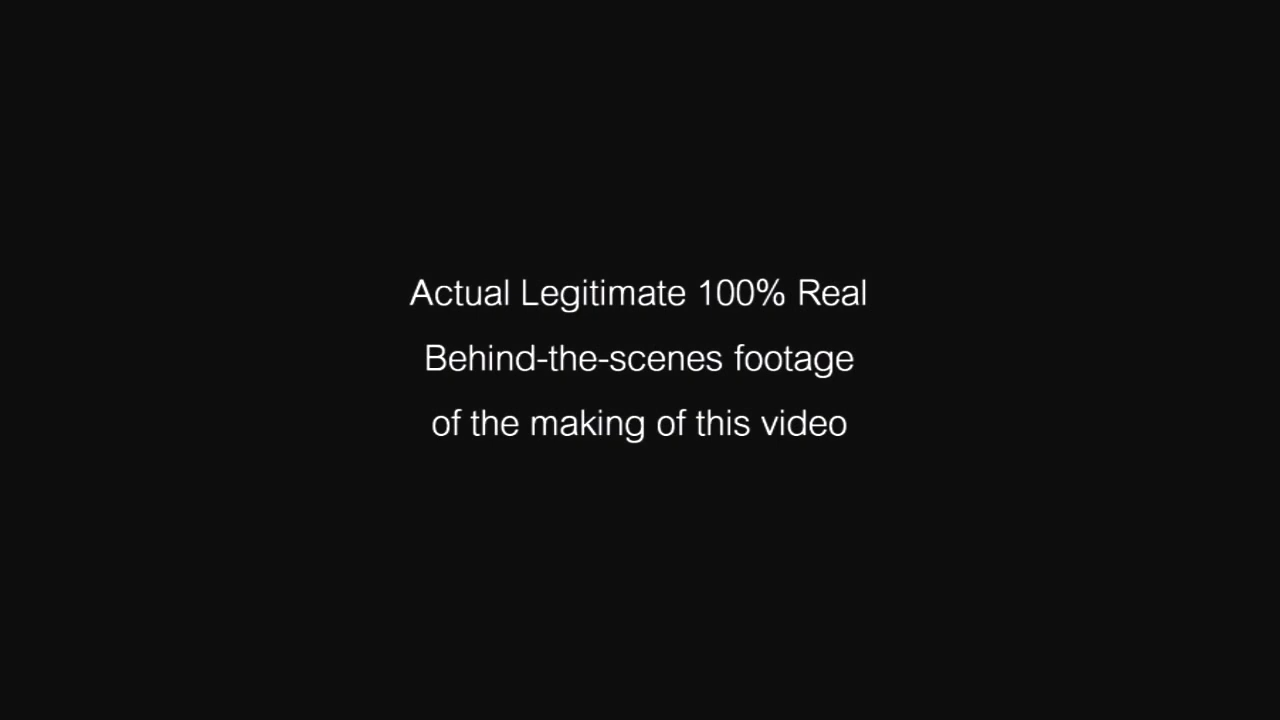 Actual Legitimate 100% Real
Behind-the-scenes footage
of the making of this video